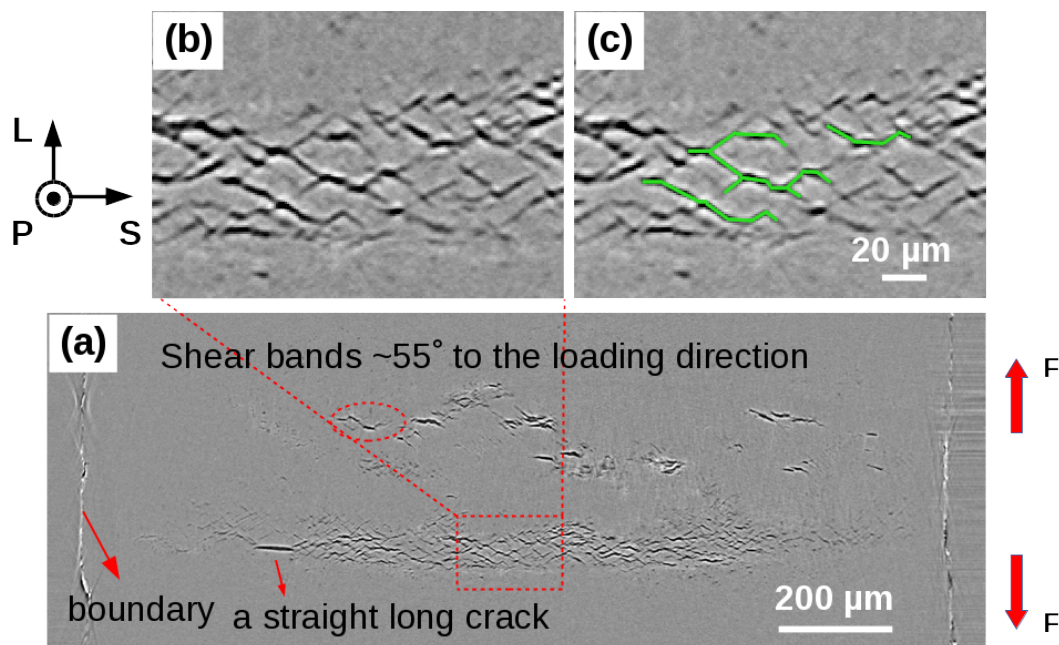 (b)
(c)
L
P
S
20 µm
(a)
Shear bands ~55˚ to the loading direction
F
boundary
a straight long crack
200 µm
F